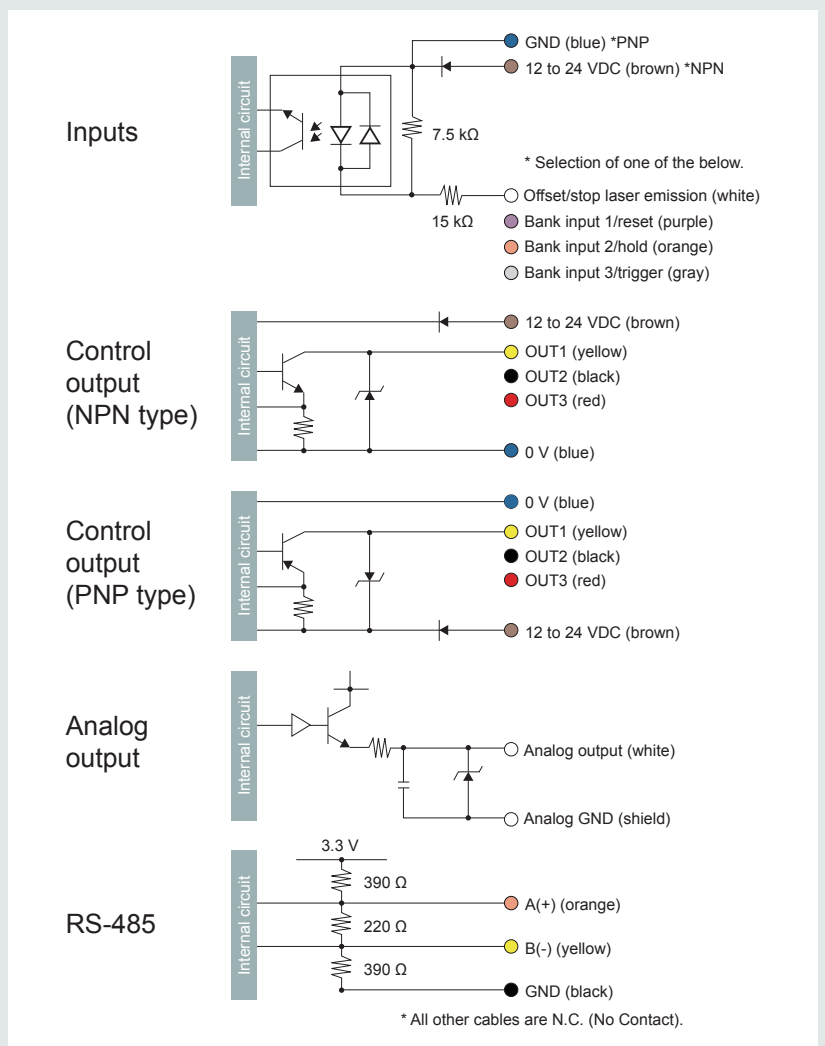 Inputs
Internal circuit
GND (blue) *PNP
12 to 24 VDC (brown) *NPN
7.5 kΩ
* Selection of one of the below.
15 kΩ
Offset/stop laser emission (white)
Bank input 1/reset (purple)
Bank input 2/hold (orange)
Bank input 3/trigger (gray)
Control
output
(NPN type)
Internal circuit
12 to 24 VDC (brown)
OUT1 (yellow)
OUT2 (black)
OUT3 (red)
0 V (blue)
Control
output
(PNP type)
Internal circuit
0 V (blue)
OUT1 (yellow)
OUT2 (black)
OUT3 (red)
12 to 24 VDC (brown)
Analog
output
Internal circuit
Analog output (white)
Analog GND (shield)
RS-485
Internal circuit
3.3 V
390 Ω
A(+) (orange)
220 Ω
B(-) (yellow)
390 Ω
GND (black)
* All other cables are N.C. (No Contact).